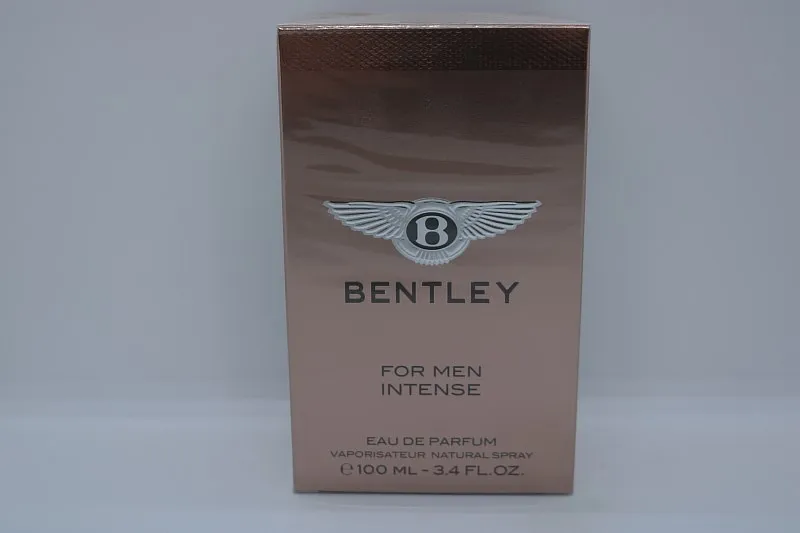 B
BENTLEY
FOR MEN
INTENSE
EAU DE PARFUM
VAPORISATEUR NATURAL SPRAY
℮ 100 ML - 3.4 FL.OZ.